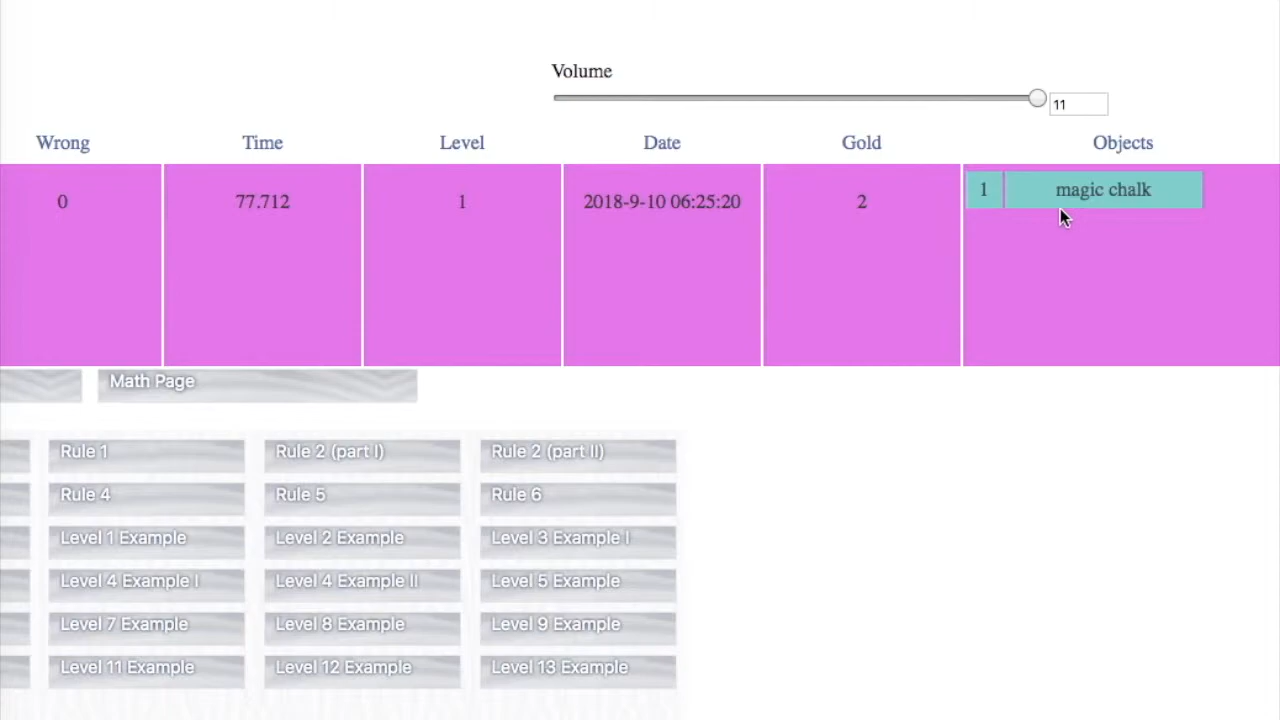 Volume
11
Wrong Time Level Date Gold Objects
0 77.712 1 2018-9-10 06:25:20 2 1 magic chalk
Math Page
Rule 1 Rule 2 (part I) Rule 2 (part II)
Rule 4 Rule 5 Rule 6
Level 1 Example Level 2 Example Level 3 Example I
Level 4 Example I Level 4 Example II Level 5 Example
Level 7 Example Level 8 Example Level 9 Example
Level 11 Example Level 12 Example Level 13 Example